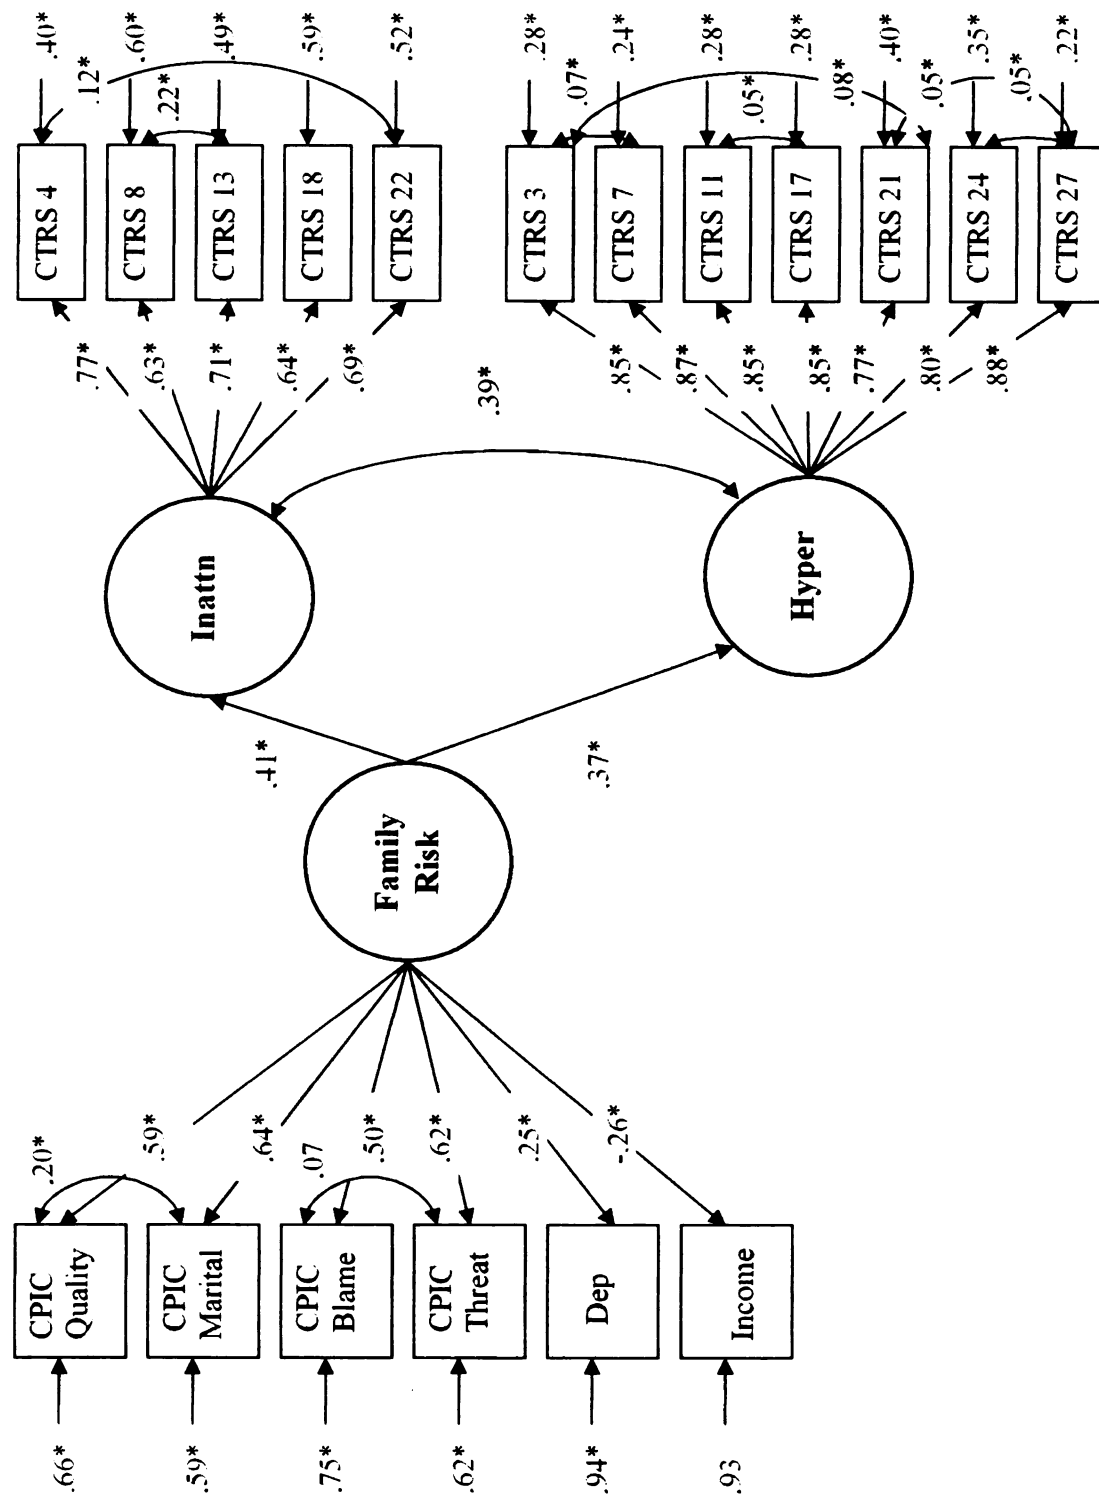 .66*
.59*
.75*
.62*
.94*
.93
CPIC
Quality
CPIC
Marital
CPIC
Blame
CPIC
Threat
Dep
Income
.20*
.07
.59*
.64*
.50*
.62*
.25*
-.26*
Family
Risk
.41*
.37*
Inattn
Hyper
.39*
.77*
.63*
.71*
.64*
.69*
.85*
.87*
.85*
.85*
.77*
.80*
.88*
CTRS 4
CTRS 8
CTRS 13
CTRS 18
CTRS 22
CTRS 3
CTRS 7
CTRS 11
CTRS 17
CTRS 21
CTRS 24
CTRS 27
.12*
.22*
.07*
.05*
.08*
.05*
.05*
.40*
.60*
.49*
.59*
.52*
.28*
.24*
.28*
.28*
.40*
.35*
.22*